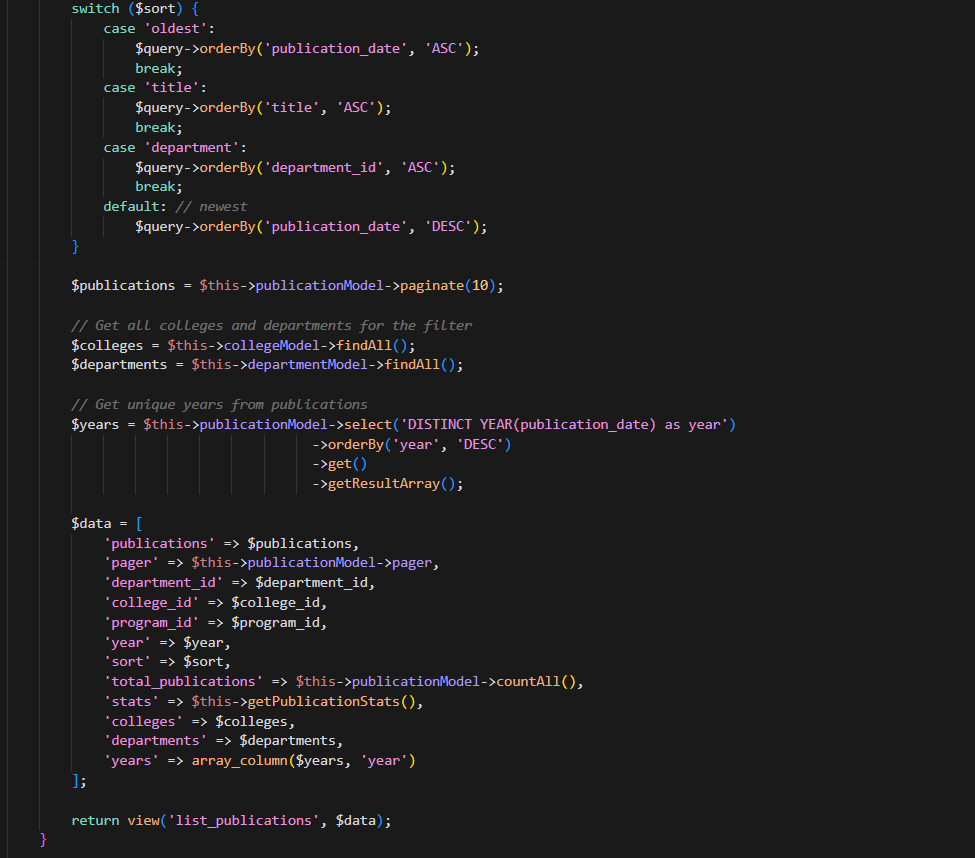 switch ($sort) {
case 'oldest':
$query->orderBy('publication_date', 'ASC');
break;
case 'title':
$query->orderBy('title', 'ASC');
break;
case 'department':
$query->orderBy('department_id', 'ASC');
break;
default: // newest
$query->orderBy('publication_date', 'DESC');
}
$publications = $this->publicationModel->paginate(10);
// Get all colleges and departments for the filter
$colleges = $this->collegeModel->findAll();
$departments = $this->departmentModel->findAll();
// Get unique years from publications
$years = $this->publicationModel->select('DISTINCT YEAR(publication_date) as year')
->orderBy('year', 'DESC')
->get()
->getResultArray();
$data = [
'publications' => $publications,
'pager' => $this->publicationModel->pager,
'department_id' => $department_id,
'college_id' => $college_id,
'program_id' => $program_id,
'year' => $year,
'sort' => $sort,
'total_publications' => $this->publicationModel->countAll(),
'stats' => $this->getPublicationStats(),
'colleges' => $colleges,
'departments' => $departments,
'years' => array_column($years, 'year')
];
return view('list_publications', $data);
}